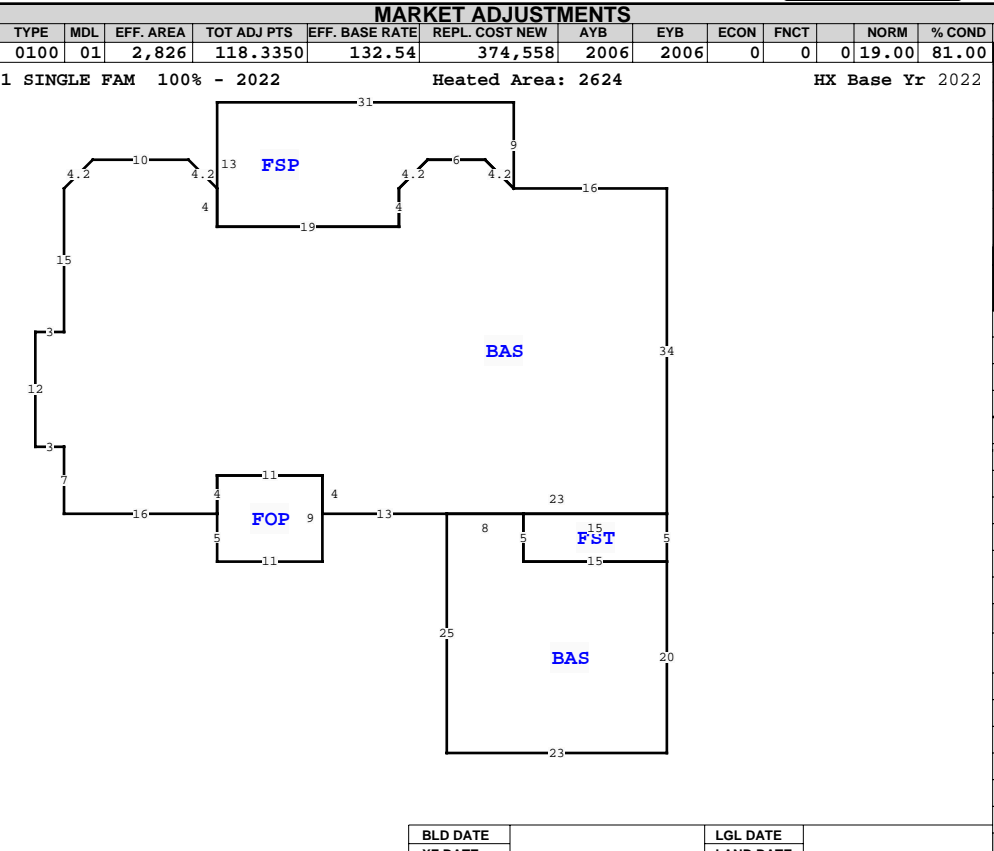 MARKET ADJUSTMENTS
TYPE MDL EFF. AREA TOT ADJ PTS EFF. BASE RATE REPL. COST NEW AYB EYB ECON FNCT NORM % COND
0100 01 2,826 118.3350 132.54 374,558 2006 2006 0 0 0 19.00 81.00
1 SINGLE FAM 100% - 2022 Heated Area: 2624 HX Base Yr 2022
31
9
10 6
13 FSP
4.2 4.2 4.2 4.2
16
4 4
19
15
3
BAS 34
12
3
11
7
4 4 23
16 FOP 9 13
8 15
5 5 FST 5
11 15
25
BAS 20
23
BLD DATE LGL DATE